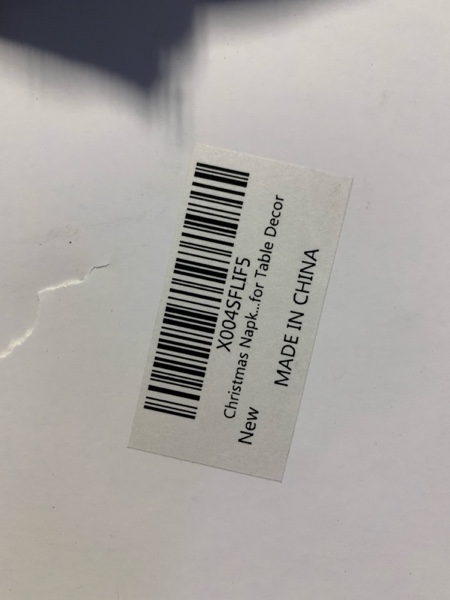 X004SFLIF5
Christmas Napk...for Table Decor
New
MADE IN CHINA